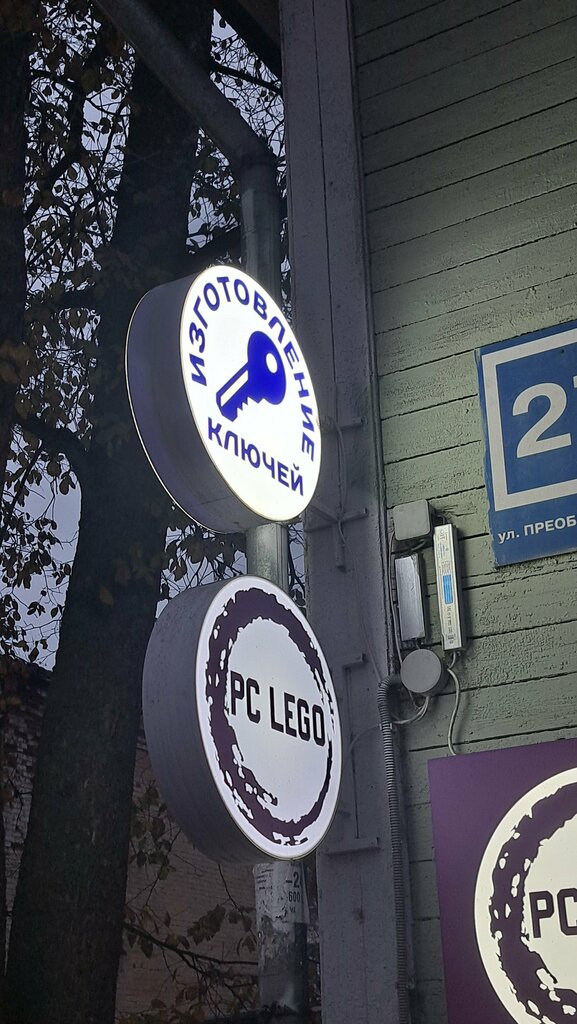 ИЗГОТОВЛЕНИЕ
КЛЮЧЕЙ
2
ул. ПРЕОБ
PC LEGO
PC